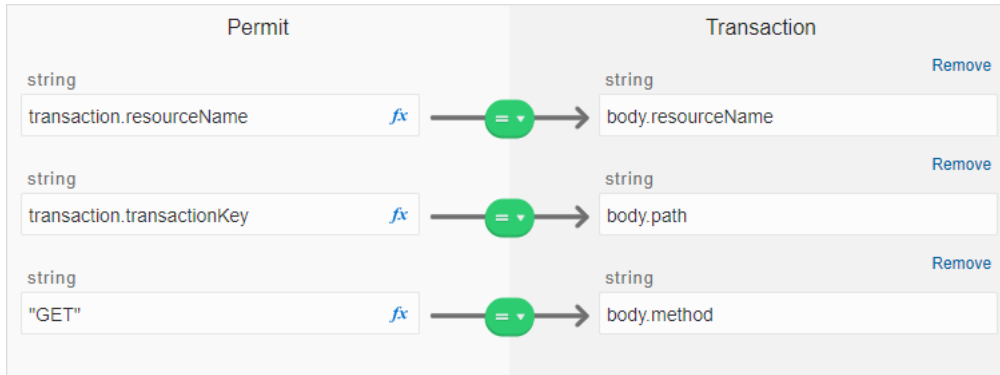 Permit Transaction
Remove
string string
transaction.resourceName fx = body.resourceName
Remove
string string
transaction.transactionKey fx = body.path
Remove
string string
"GET" fx = body.method